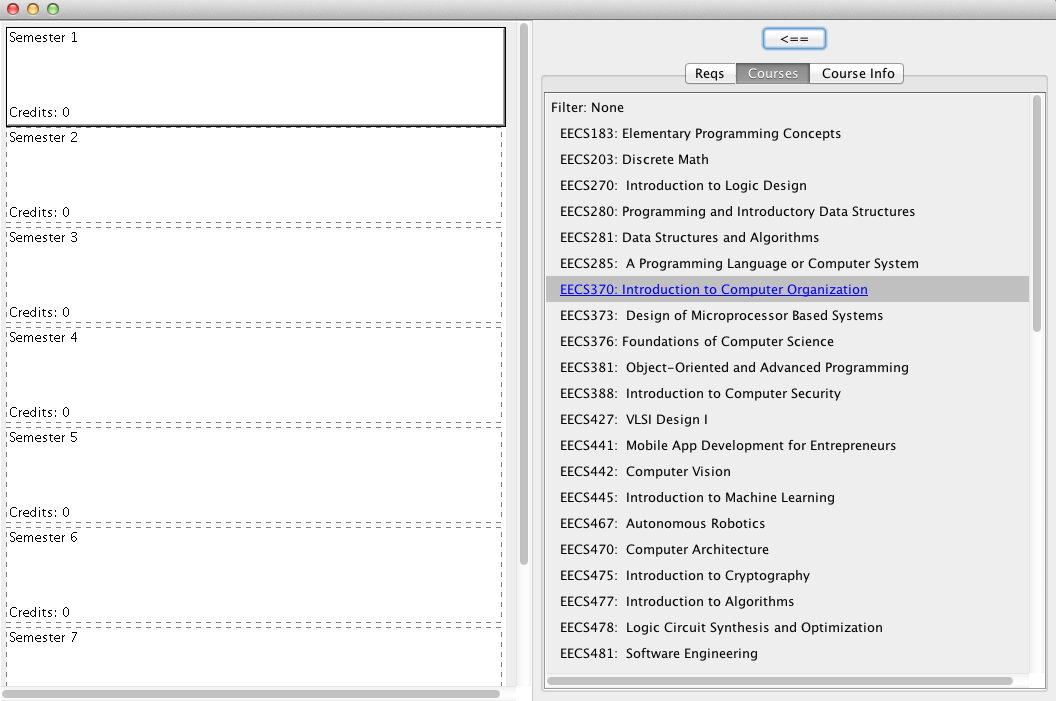 Semester 1
Credits: 0
Semester 2
Credits: 0
Semester 3
Credits: 0
Semester 4
Credits: 0
Semester 5
Credits: 0
Semester 6
Credits: 0
Semester 7
<==
Reqs Courses Course Info
Filter: None
EECS183: Elementary Programming Concepts
EECS203: Discrete Math
EECS270:  Introduction to Logic Design
EECS280: Programming and Introductory Data Structures
EECS281: Data Structures and Algorithms
EECS285:  A Programming Language or Computer System
EECS370: Introduction to Computer Organization
EECS373:  Design of Microprocessor Based Systems
EECS376: Foundations of Computer Science
EECS381:  Object-Oriented and Advanced Programming
EECS388:  Introduction to Computer Security
EECS427:  VLSI Design I
EECS441:  Mobile App Development for Entrepreneurs
EECS442:  Computer Vision
EECS445:  Introduction to Machine Learning
EECS467:  Autonomous Robotics
EECS470:  Computer Architecture
EECS475:  Introduction to Cryptography
EECS477:  Introduction to Algorithms
EECS478:  Logic Circuit Synthesis and Optimization
EECS481:  Software Engineering